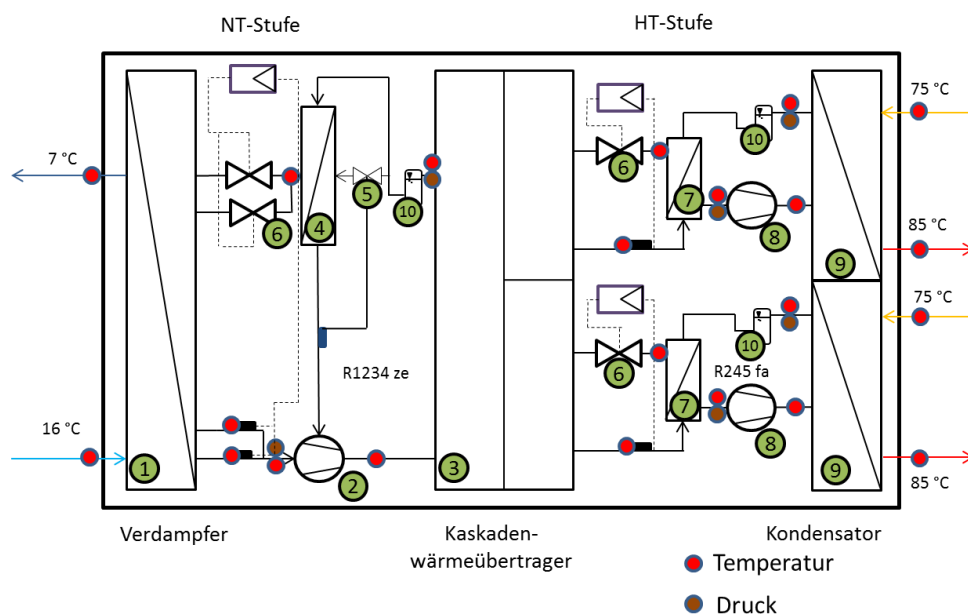 NT-Stufe
HT-Stufe
75 °C
10
7 °C
6
5
10
4
6
7
8
85 °C
9
75 °C
10
R1234 ze
6
R245 fa
7
16 °C
8
1
2
3
9
85 °C
Verdampfer
Kaskaden-
wärmeübertrager
Kondensator
Temperatur
Druck